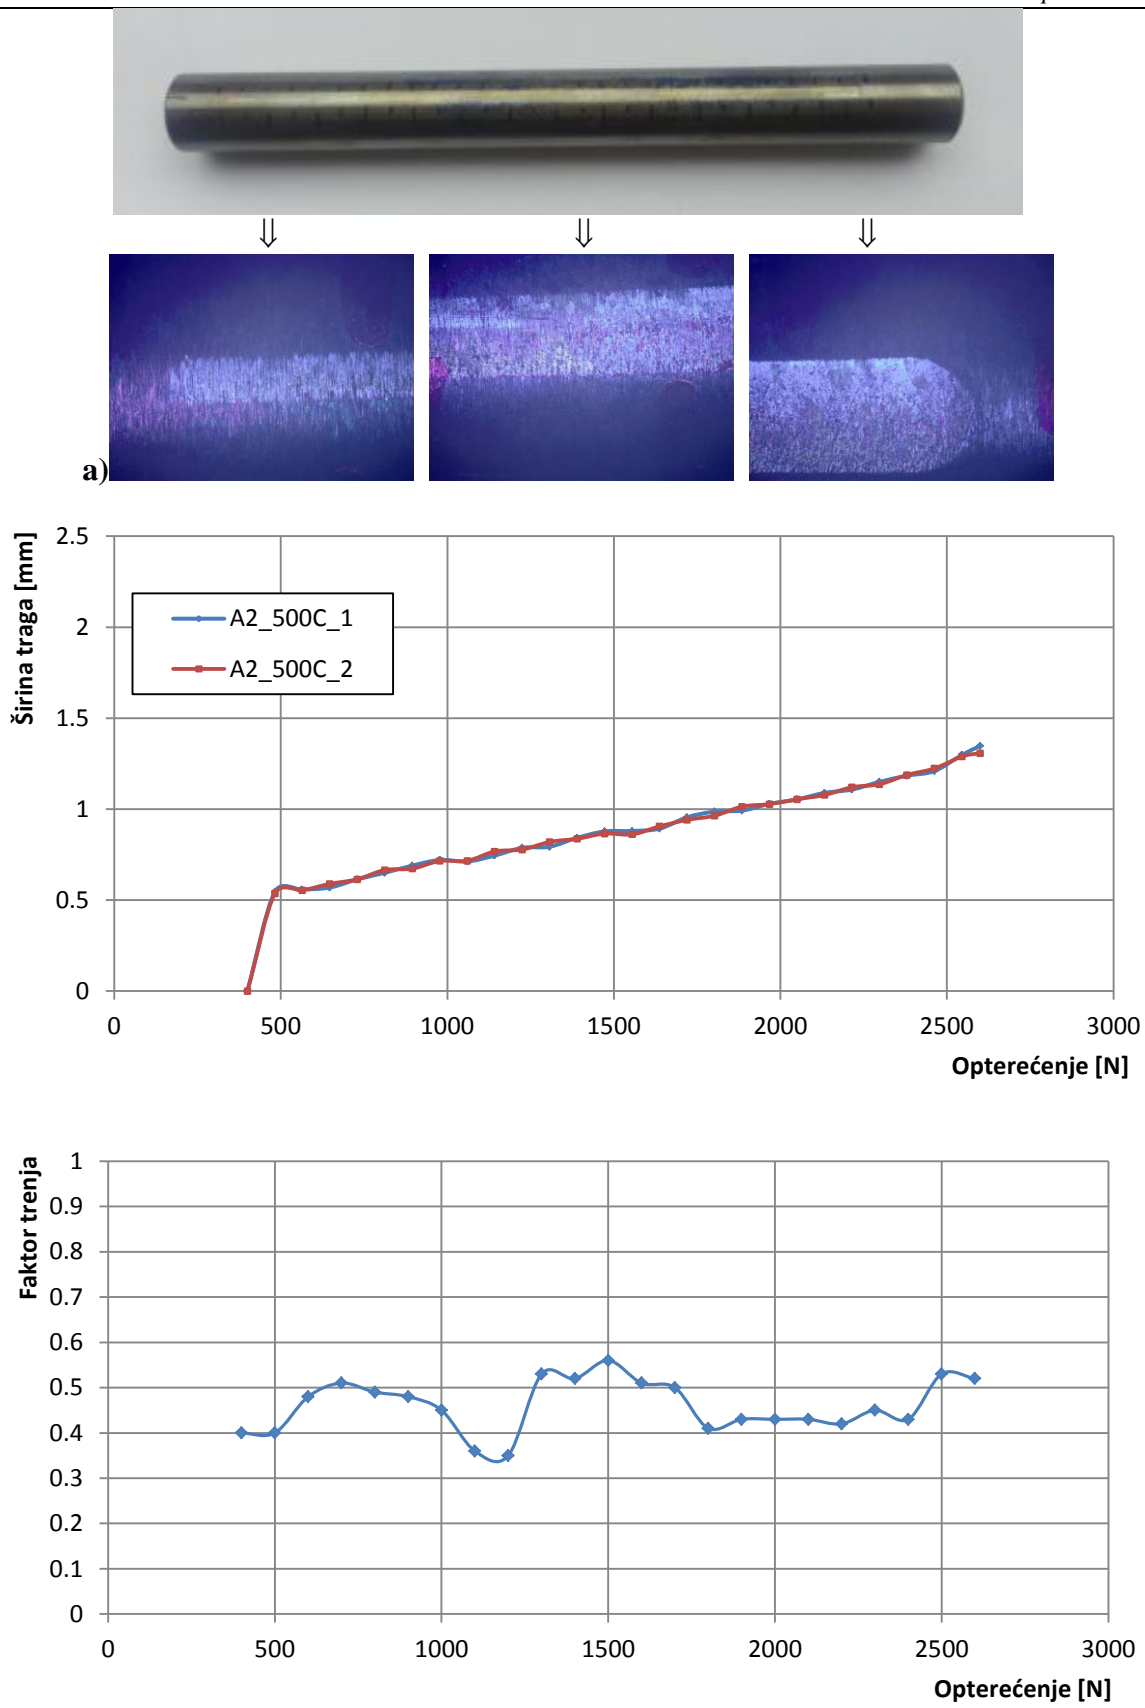 ⇓ ⇓ ⇓
a)
Širina traga [mm]
2.5
2
1.5
1
0.5
0
A2_500C_1
A2_500C_2
0 500 1000 1500 2000 2500 3000
Opterećenje [N]
Faktor trenja
1
0.9
0.8
0.7
0.6
0.5
0.4
0.3
0.2
0.1
0
0 500 1000 1500 2000 2500 3000
Opterećenje [N]